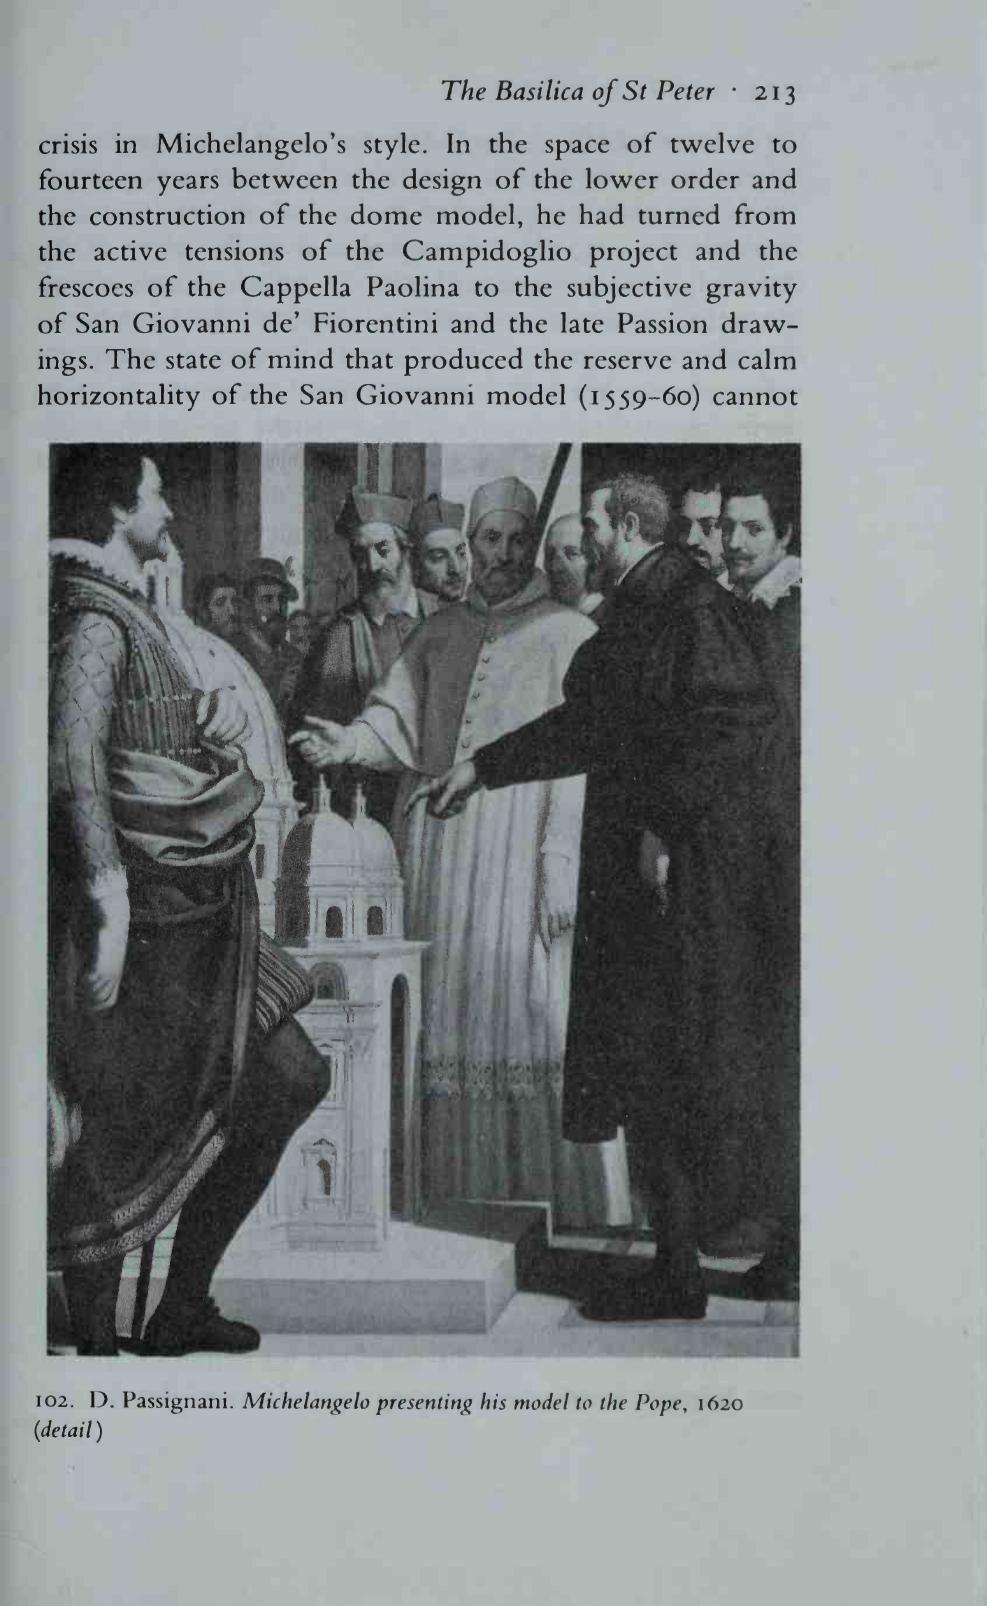 The Basilica of St Peter · 213
crisis in Michelangelo's style. In the space of twelve to
fourteen years between the design of the lower order and
the construction of the dome model, he had turned from
the active tensions of the Campidoglio project and the
frescoes of the Cappella Paolina to the subjective gravity
of San Giovanni de' Fiorentini and the late Passion draw-
ings. The state of mind that produced the reserve and calm
horizontality of the San Giovanni model (1559-60) cannot
102. D. Passignani. Michelangelo presenting his model to the Pope, 1620
(detail)